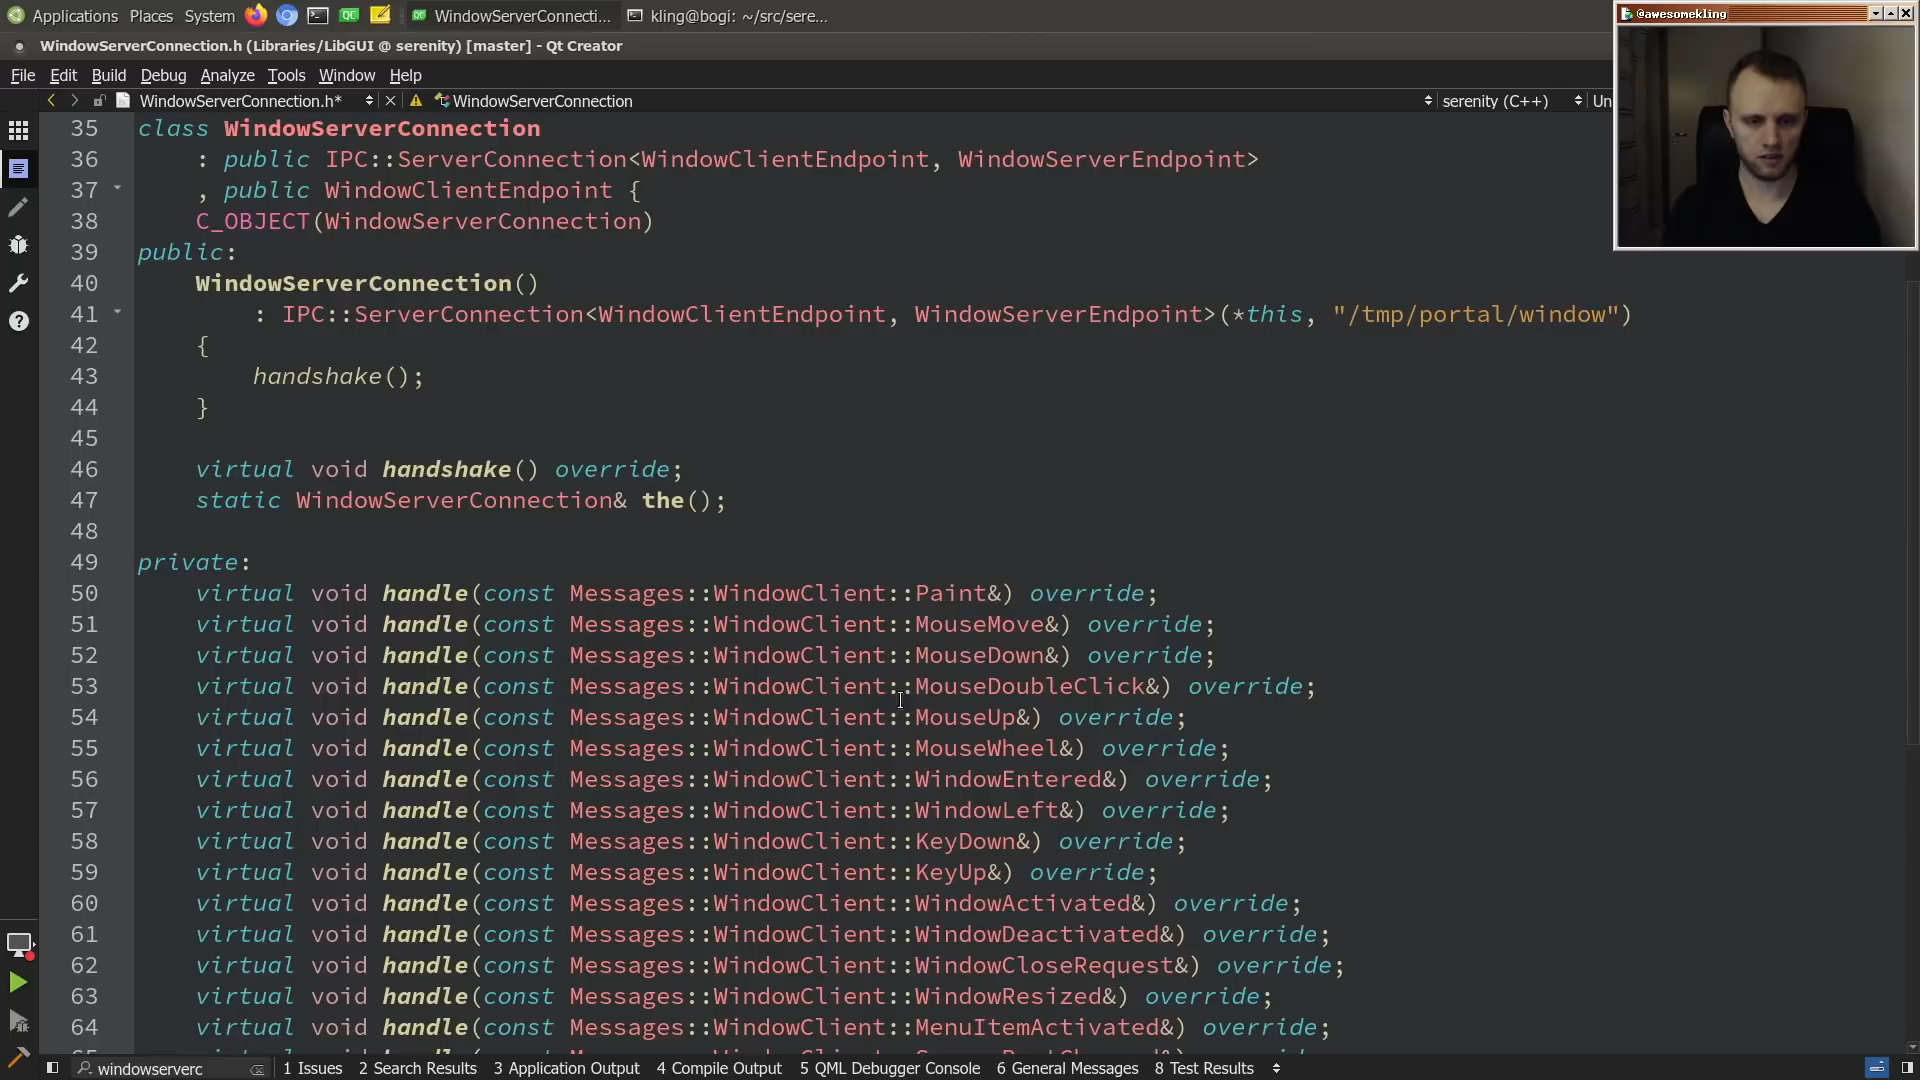 Applications Places System WindowServerConnecti... kling@bogi: ~/src/sere...
@awesomekling
WindowServerConnection.h (Libraries/LibGUI @ serenity) [master] - Qt Creator
File Edit Build Debug Analyze Tools Window Help
WindowServerConnection.h* WindowServerConnection serenity (C++) Un
35 class WindowServerConnection
36 : public IPC::ServerConnection<WindowClientEndpoint, WindowServerEndpoint>
37 , public WindowClientEndpoint {
38 C_OBJECT(WindowServerConnection)
39 public:
40 WindowServerConnection()
41 : IPC::ServerConnection<WindowClientEndpoint, WindowServerEndpoint>(*this, "/tmp/portal/window")
42 {
43 handshake();
44 }
45
46 virtual void handshake() override;
47 static WindowServerConnection& the();
48
49 private:
50 virtual void handle(const Messages::WindowClient::Paint&) override;
51 virtual void handle(const Messages::WindowClient::MouseMove&) override;
52 virtual void handle(const Messages::WindowClient::MouseDown&) override;
53 virtual void handle(const Messages::WindowClient::MouseDoubleClick&) override;
54 virtual void handle(const Messages::WindowClient::MouseUp&) override;
55 virtual void handle(const Messages::WindowClient::MouseWheel&) override;
56 virtual void handle(const Messages::WindowClient::WindowEntered&) override;
57 virtual void handle(const Messages::WindowClient::WindowLeft&) override;
58 virtual void handle(const Messages::WindowClient::KeyDown&) override;
59 virtual void handle(const Messages::WindowClient::KeyUp&) override;
60 virtual void handle(const Messages::WindowClient::WindowActivated&) override;
61 virtual void handle(const Messages::WindowClient::WindowDeactivated&) override;
62 virtual void handle(const Messages::WindowClient::WindowCloseRequest&) override;
63 virtual void handle(const Messages::WindowClient::WindowResized&) override;
64 virtual void handle(const Messages::WindowClient::MenuItemActivated&) override;
windowserverc 1 Issues 2 Search Results 3 Application Output 4 Compile Output 5 QML Debugger Console 6 General Messages 8 Test Results